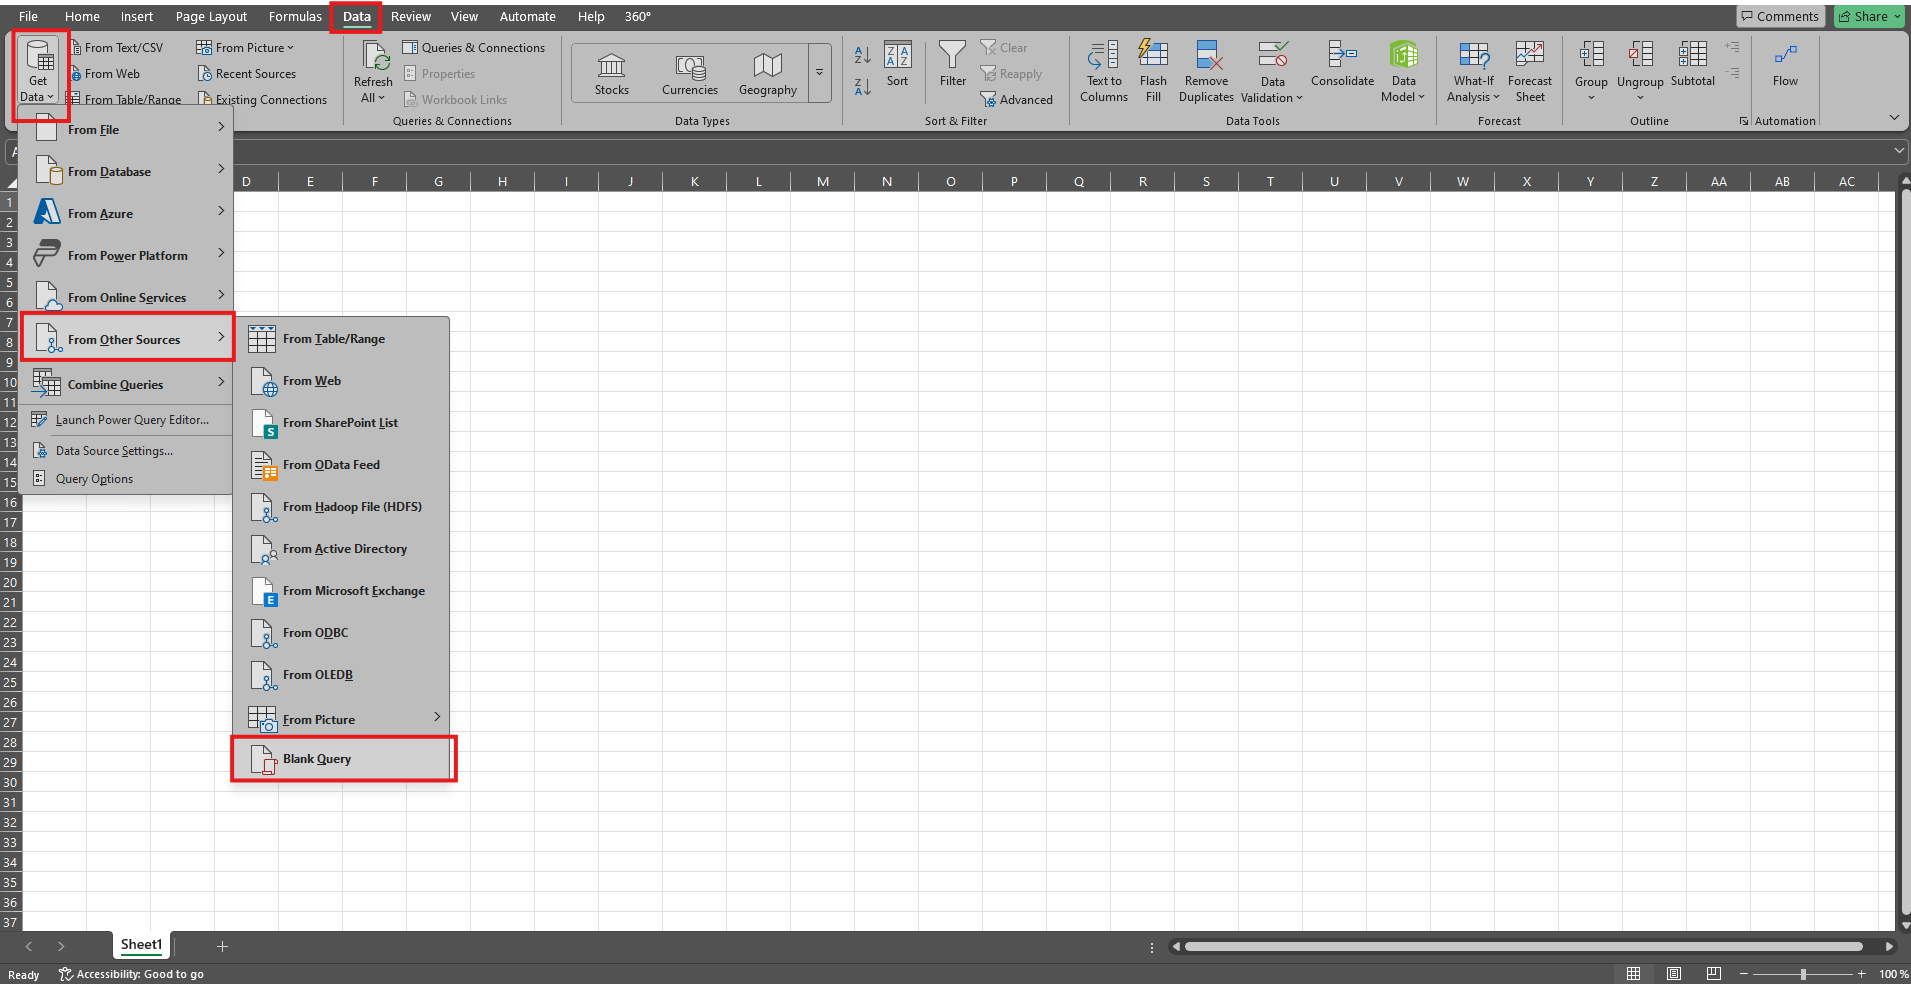 File Home Insert Page Layout Formulas Data Review View Automate Help 360° Comments Share
Get Data
From Text/CSV
From Web
From Table/Range
From Picture
Recent Sources
Existing Connections
Refresh All
Queries & Connections
Properties
Workbook Links
Queries & Connections
Stocks
Currencies
Geography
Data Types
Sort
Filter
Clear
Reapply
Advanced
Sort & Filter
Text to Columns
Flash Fill
Remove Duplicates
Data Validation
Consolidate
Data Model
Data Tools
What-If Analysis
Forecast Sheet
Forecast
Group
Ungroup
Subtotal
Outline
Flow
Automation
From File
From Database
From Azure
From Power Platform
From Online Services
From Other Sources
Combine Queries
Launch Power Query Editor...
Data Source Settings...
Query Options
From Table/Range
From Web
From SharePoint List
From OData Feed
From Hadoop File (HDFS)
From Active Directory
From Microsoft Exchange
From ODBC
From OLEDB
From Picture
Blank Query
D E F G H I J K L M N O P Q R S T U V W X Y Z AA AB AC
1
2
3
4
5
6
7
8
9
10
11
12
13
14
15
16
17
18
19
20
21
22
23
24
25
26
27
28
29
30
31
32
33
34
35
36
37
Sheet1
Ready Accessibility: Good to go 100%